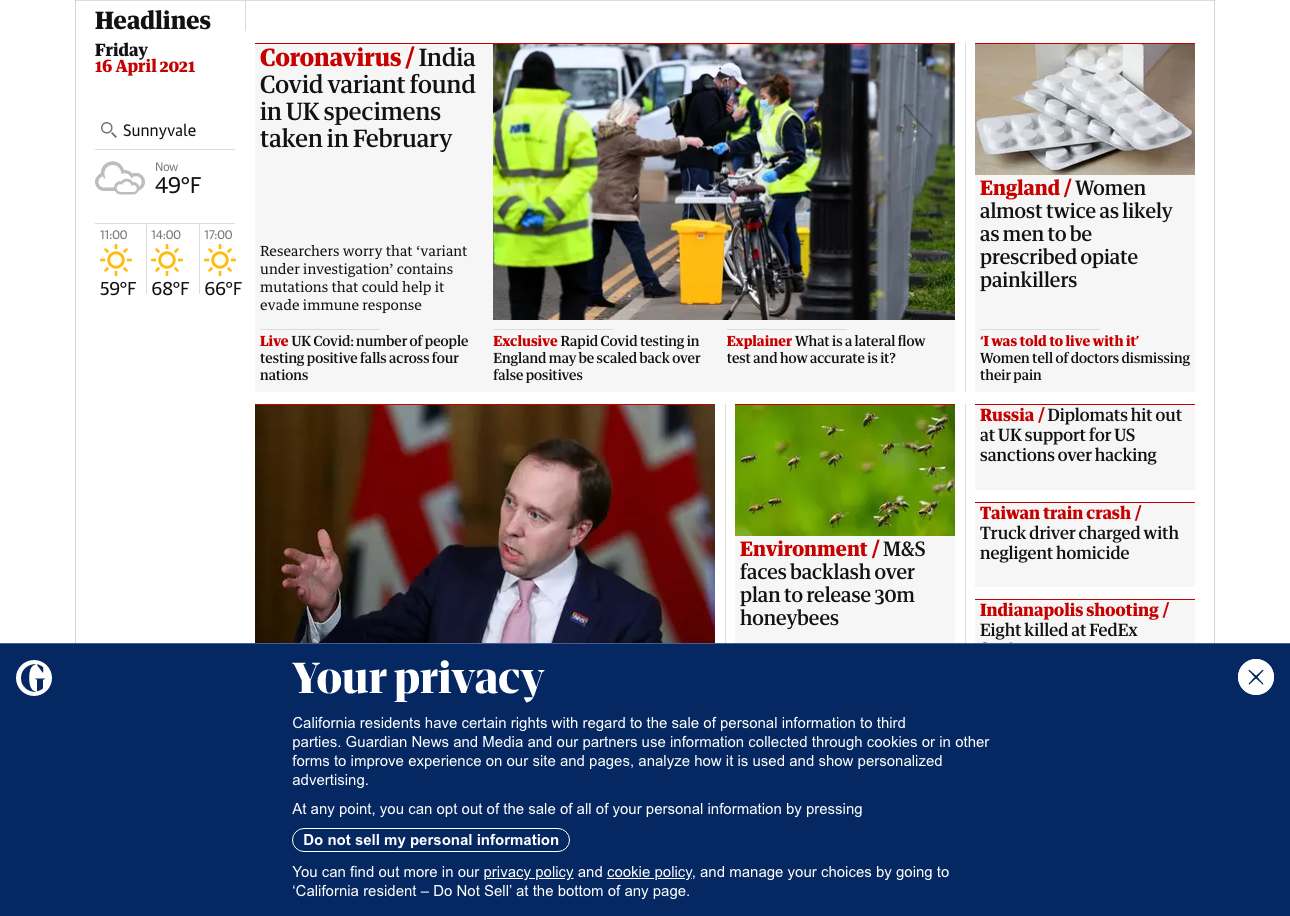 Headlines
Friday
16 April 2021
Sunnyvale
Now
49°F
11:00
14:00
17:00
59°F
68°F
66°F
Coronavirus / India
Covid variant found
in UK specimens
taken in February
Researchers worry that ‘variant
under investigation’ contains
mutations that could help it
evade immune response
Live UK Covid: number of people
testing positive falls across four
nations
Exclusive Rapid Covid testing in
England may be scaled back over
false positives
Explainer What is a lateral flow
test and how accurate is it?
England / Women
almost twice as likely
as men to be
prescribed opiate
painkillers
‘I was told to live with it’
Women tell of doctors dismissing
their pain
Environment / M&S
faces backlash over
plan to release 30m
honeybees
Russia / Diplomats hit out
at UK support for US
sanctions over hacking
Taiwan train crash /
Truck driver charged with
negligent homicide
Indianapolis shooting /
Eight killed at FedEx
Your privacy
California residents have certain rights with regard to the sale of personal information to third
parties. Guardian News and Media and our partners use information collected through cookies or in other
forms to improve experience on our site and pages, analyze how it is used and show personalized
advertising.
At any point, you can opt out of the sale of all of your personal information by pressing
Do not sell my personal information
You can find out more in our privacy policy and cookie policy, and manage your choices by going to
‘California resident – Do Not Sell’ at the bottom of any page.